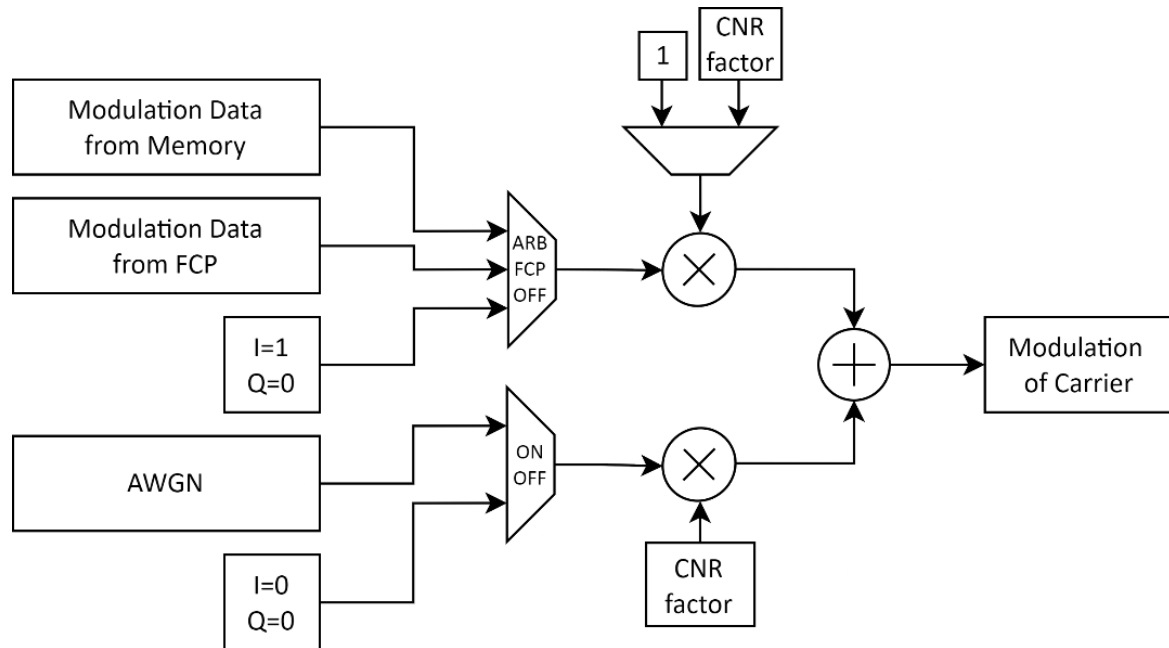 1
CNR
factor
Modulation Data
from Memory
Modulation Data
from FCP
ARB
FCP
OFF
I=1
Q=0
Modulation
of Carrier
AWGN
ON
OFF
I=0
Q=0
CNR
factor